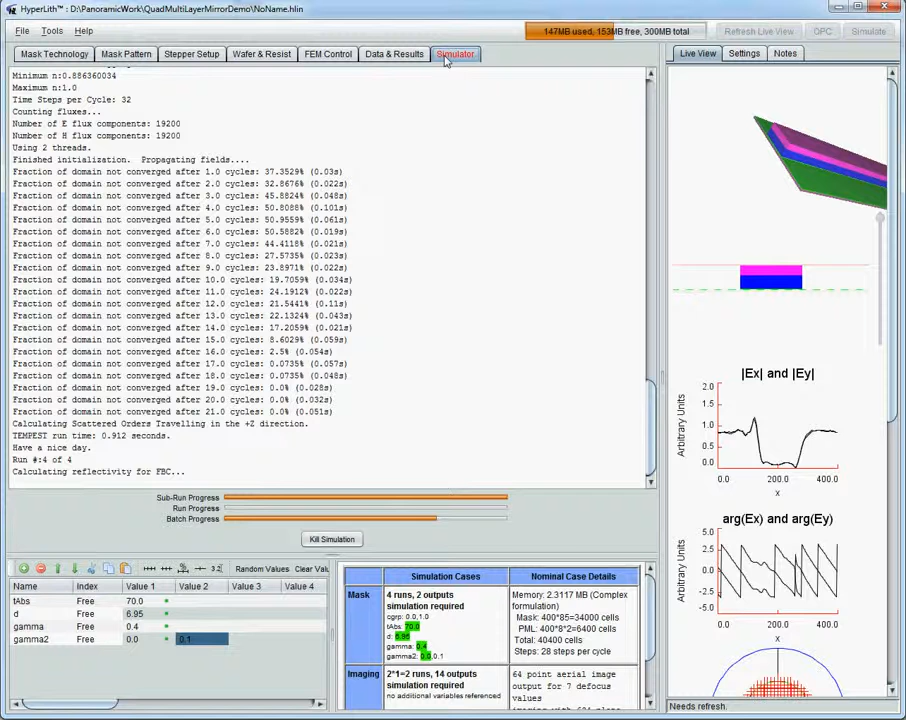 HyperLith™ : D:\PanoramicWork\QuadMultiLayerMirrorDemo\NoName.hlin
File Tools Help
147MB used, 153MB free, 300MB total
Refresh Live View OPC Simulate
Mask Technology Mask Pattern Stepper Setup Wafer & Resist FEM Control Data & Results Simulator
Minimum n:0.886360034
Maximum n:1.0
Time Steps per Cycle: 32
Counting fluxes...
Number of E flux components: 19200
Number of H flux components: 19200
Using 2 threads.
Finished initialization. Propagating fields....
Fraction of domain not converged after 1.0 cycles: 37.3529% (0.03s)
Fraction of domain not converged after 2.0 cycles: 32.8676% (0.022s)
Fraction of domain not converged after 3.0 cycles: 45.8824% (0.048s)
Fraction of domain not converged after 4.0 cycles: 50.8088% (0.101s)
Fraction of domain not converged after 5.0 cycles: 50.9559% (0.061s)
Fraction of domain not converged after 6.0 cycles: 50.5882% (0.019s)
Fraction of domain not converged after 7.0 cycles: 44.4118% (0.021s)
Fraction of domain not converged after 8.0 cycles: 27.5735% (0.023s)
Fraction of domain not converged after 9.0 cycles: 23.8971% (0.022s)
Fraction of domain not converged after 10.0 cycles: 19.7059% (0.034s)
Fraction of domain not converged after 11.0 cycles: 24.1912% (0.022s)
Fraction of domain not converged after 12.0 cycles: 21.5441% (0.11s)
Fraction of domain not converged after 13.0 cycles: 22.1324% (0.043s)
Fraction of domain not converged after 14.0 cycles: 17.2059% (0.021s)
Fraction of domain not converged after 15.0 cycles: 8.6029% (0.059s)
Fraction of domain not converged after 16.0 cycles: 2.5% (0.054s)
Fraction of domain not converged after 17.0 cycles: 0.0735% (0.057s)
Fraction of domain not converged after 18.0 cycles: 0.0735% (0.048s)
Fraction of domain not converged after 19.0 cycles: 0.0% (0.028s)
Fraction of domain not converged after 20.0 cycles: 0.0% (0.032s)
Fraction of domain not converged after 21.0 cycles: 0.0% (0.051s)
Calculating Scattered Orders Travelling in the +Z direction.
TEMPEST run time: 0.912 seconds.
Have a nice day.
Run #:4 of 4
Calculating reflectivity for FBC...
Sub-Run Progress
Run Progress
Batch Progress
Kill Simulation
3.2 Random Values Clear Valu
Name Index Value 1 Value 2 Value 3 Value 4
tAbs Free 70.0
d Free 6.95
gamma Free 0.4
gamma2 Free 0.0 0.1
Simulation Cases Nominal Case Details
Mask
4 runs, 2 outputs
simulation required
cgrp: 0.0,1.0
tAbs: 70.0
d: 6.95
gamma: 0.4
gamma2: 0.0,0.1
Memory: 2.3117 MB (Complex
formulation)
Mask: 400*85=34000 cells
PML: 400*8*2=6400 cells
Total: 40400 cells
Steps: 28 steps per cycle
Imaging
2*1=2 runs, 14 outputs
simulation required
no additional variables referenced
64 point aerial image
output for 7 defocus
values
Live View Settings Notes
|Ex| and |Ey|
Arbitrary Units
2.0
1.5
1.0
0.5
0.0
0.0 200.0 400.0
x
arg(Ex) and arg(Ey)
Arbitrary Units
5.0
2.5
0.0
-2.5
-5.0
0.0 200.0 400.0
x
Needs refresh.